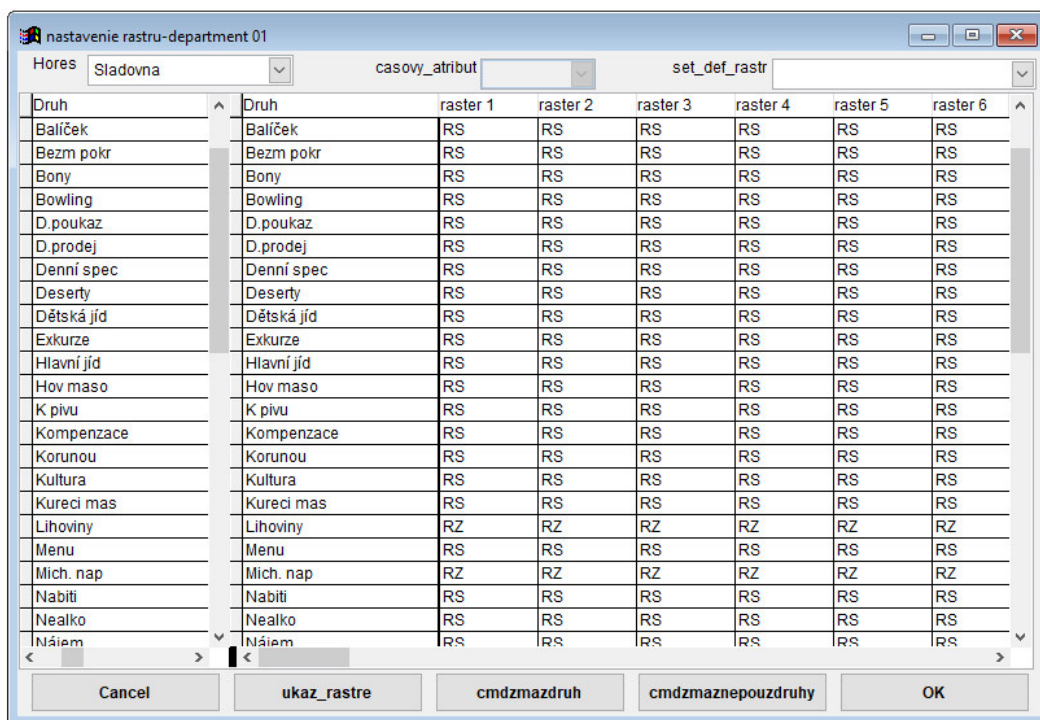 nastavenie rastru-department 01
Hores Sladovna casovy_atribut set_def_rastr
Druh Druh raster 1 raster 2 raster 3 raster 4 raster 5 raster 6
Balíček Balíček RS RS RS RS RS RS
Bezm pokr Bezm pokr RS RS RS RS RS RS
Bony Bony RS RS RS RS RS RS
Bowling Bowling RS RS RS RS RS RS
D.poukaz D.poukaz RS RS RS RS RS RS
D.prodej D.prodej RS RS RS RS RS RS
Denní spec Denní spec RS RS RS RS RS RS
Deserty Deserty RS RS RS RS RS RS
Dětská jíd Dětská jíd RS RS RS RS RS RS
Exkurze Exkurze RS RS RS RS RS RS
Hlavní jíd Hlavní jíd RS RS RS RS RS RS
Hov maso Hov maso RS RS RS RS RS RS
K pivu K pivu RS RS RS RS RS RS
Kompenzace Kompenzace RS RS RS RS RS RS
Korunou Korunou RS RS RS RS RS RS
Kultura Kultura RS RS RS RS RS RS
Kureci mas Kureci mas RS RS RS RS RS RS
Lihoviny Lihoviny RZ RZ RZ RZ RZ RZ
Menu Menu RS RS RS RS RS RS
Mich. nap Mich. nap RZ RZ RZ RZ RZ RZ
Nabiti Nabiti RS RS RS RS RS RS
Nealko Nealko RS RS RS RS RS RS
Nájem Nájem RS RS RS RS RS RS
Cancel ukaz_rastre cmdzmazdruh cmdzmaznepouzdruhy OK